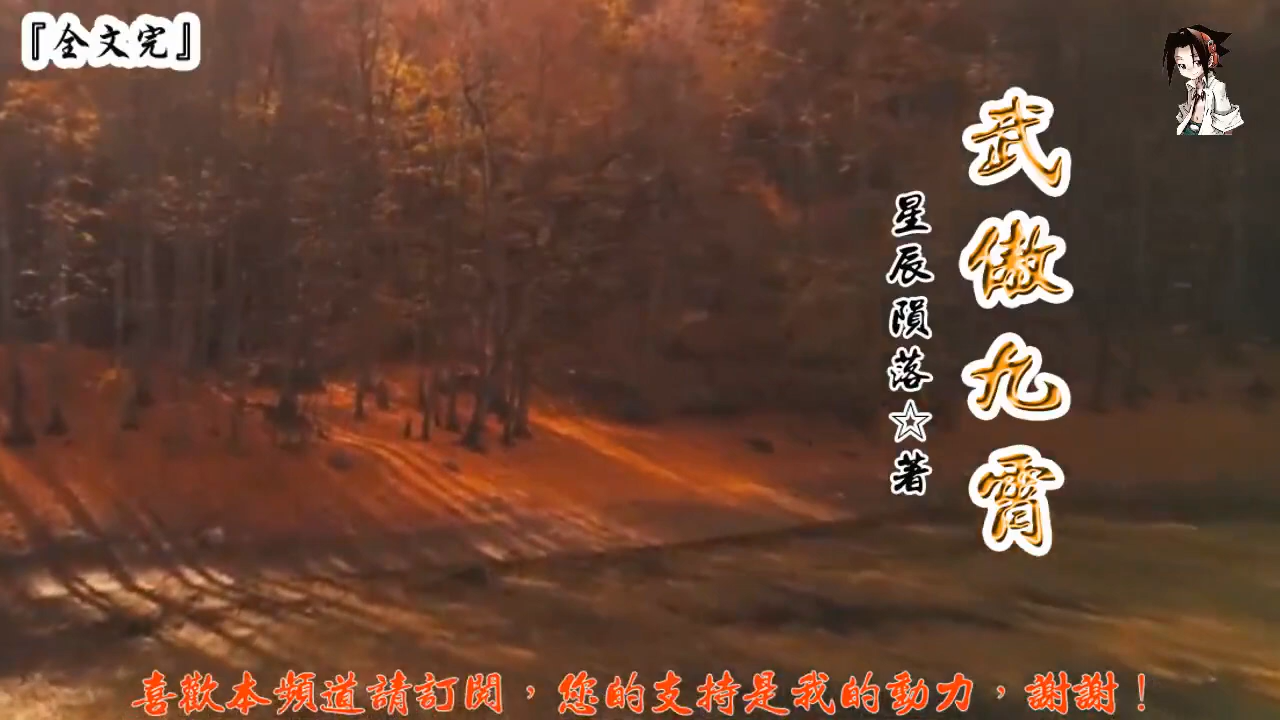 『全文完』
武傲九霄
星辰隕落☆著
喜歡本頻道請訂閱，您的支持是我的動力，謝謝！